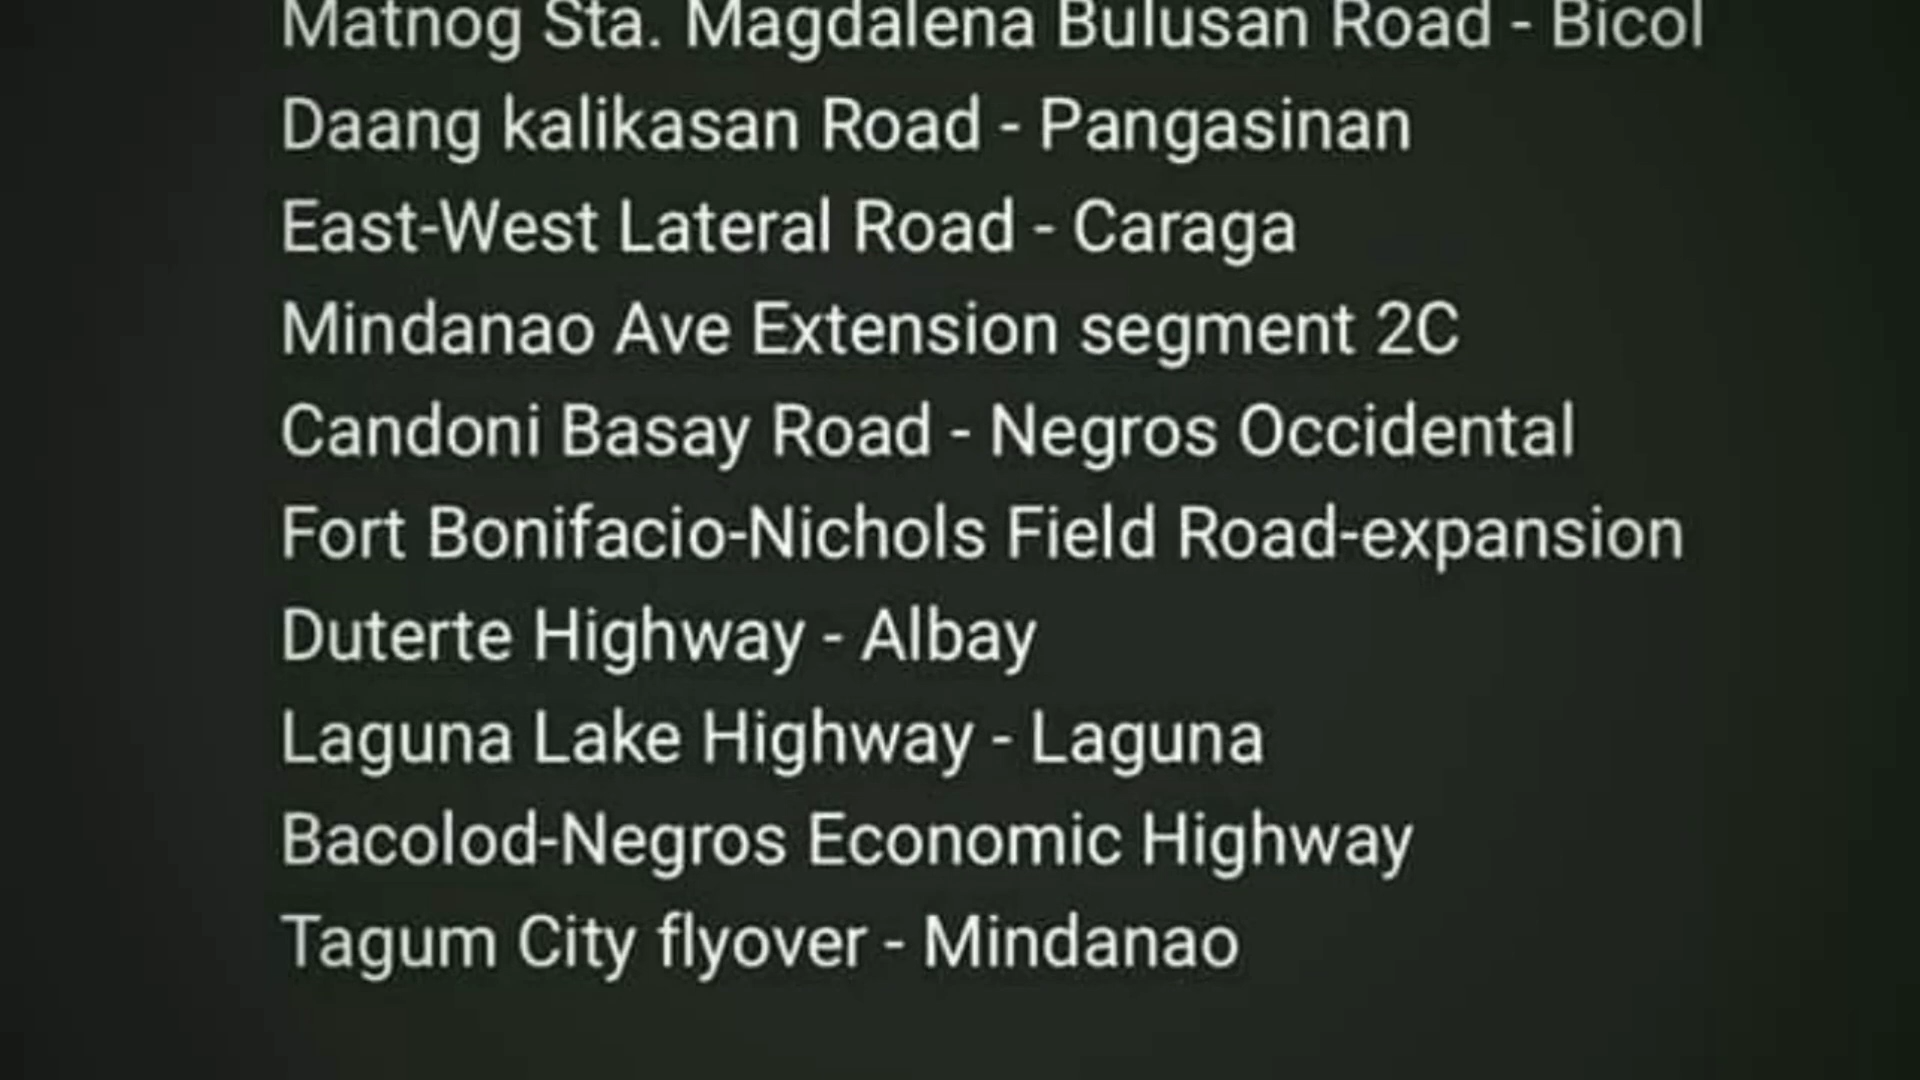 Matnog Sta. Magdalena Bulusan Road - Bicol
Daang kalikasan Road - Pangasinan
East-West Lateral Road - Caraga
Mindanao Ave Extension segment 2C
Candoni Basay Road - Negros Occidental
Fort Bonifacio-Nichols Field Road-expansion
Duterte Highway - Albay
Laguna Lake Highway - Laguna
Bacolod-Negros Economic Highway
Tagum City flyover - Mindanao